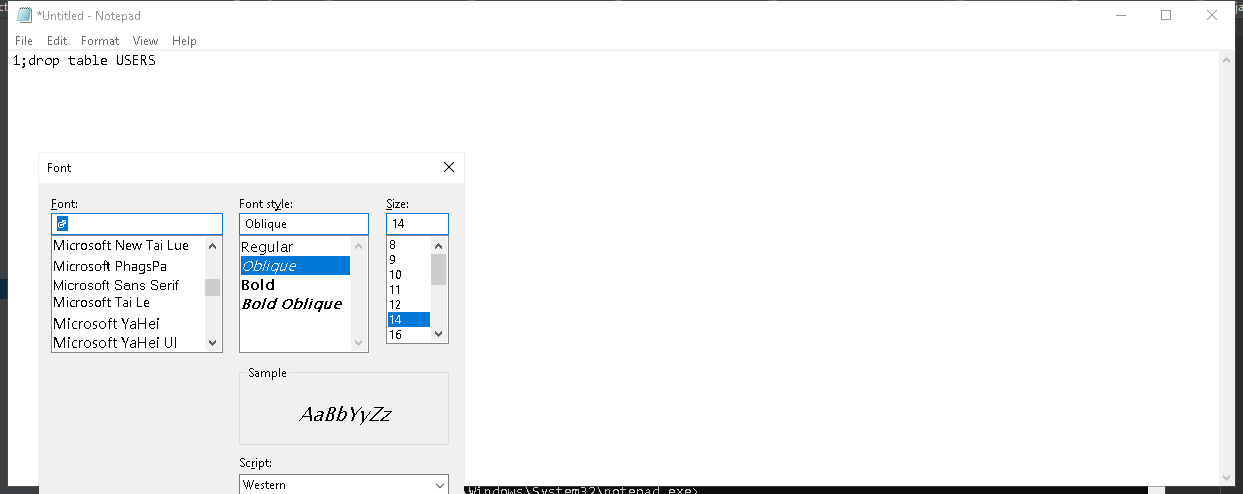 *Untitled - Notepad
File Edit Format View Help
1;drop table USERS
Font
Font: Font style: Size:
Oblique 14
Microsoft New Tai Lue
Microsoft PhagsPa
Microsoft Sans Serif
Microsoft Tai Le
Microsoft YaHei
Microsoft YaHei UI
Regular
Oblique
Bold
Bold Oblique
8
9
10
11
12
14
16
Sample
AaBbYyZz
Script:
Western
\Windows\System32\notepad.exe>